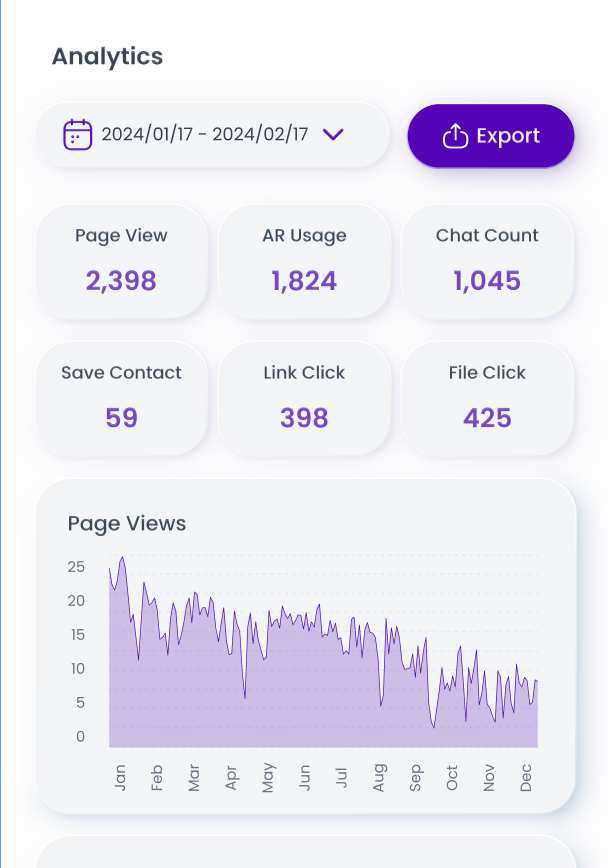 Analytics
2024/01/17 - 2024/02/17
Export
Page View
AR Usage
Chat Count
2,398
1,824
1,045
Save Contact
Link Click
File Click
59
398
425
Page Views
25
20
15
10
5
0
Jan
Feb
Mar
Apr
May
Jun
Jul
Aug
Sep
Oct
Nov
Dec